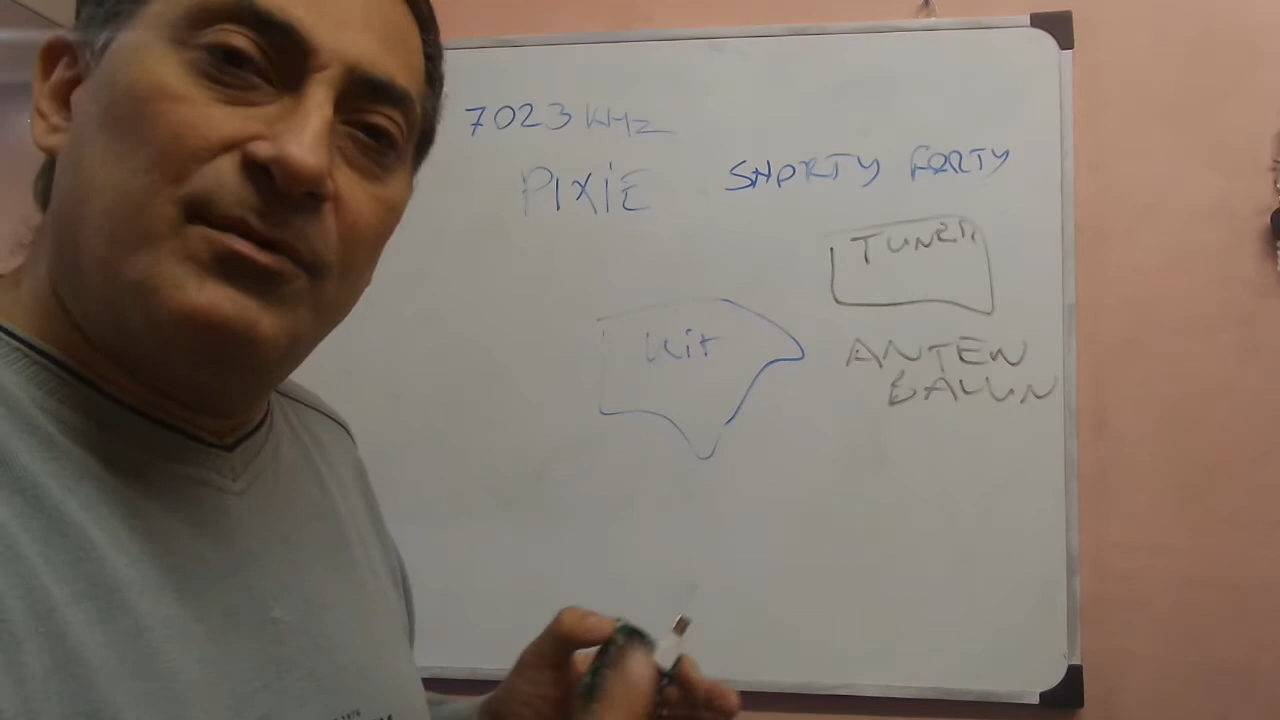 7023 KHz
PIXIE
SHORTY FORTY
TUNER
Kit
ANTEN
BALUN